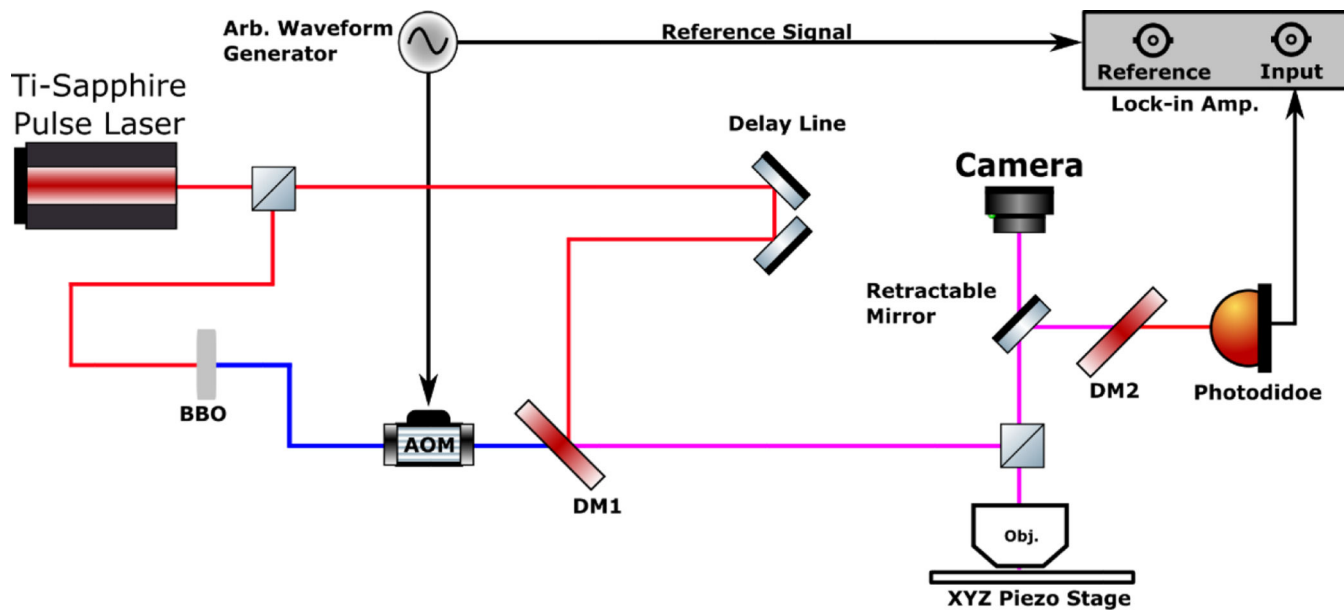 Arb. Waveform
Generator
Reference Signal
Reference
Input
Lock-in Amp.
Ti-Sapphire
Pulse Laser
Delay Line
Camera
Retractable
Mirror
BBO
AOM
DM1
DM2
Photodidoe
Obj.
XYZ Piezo Stage